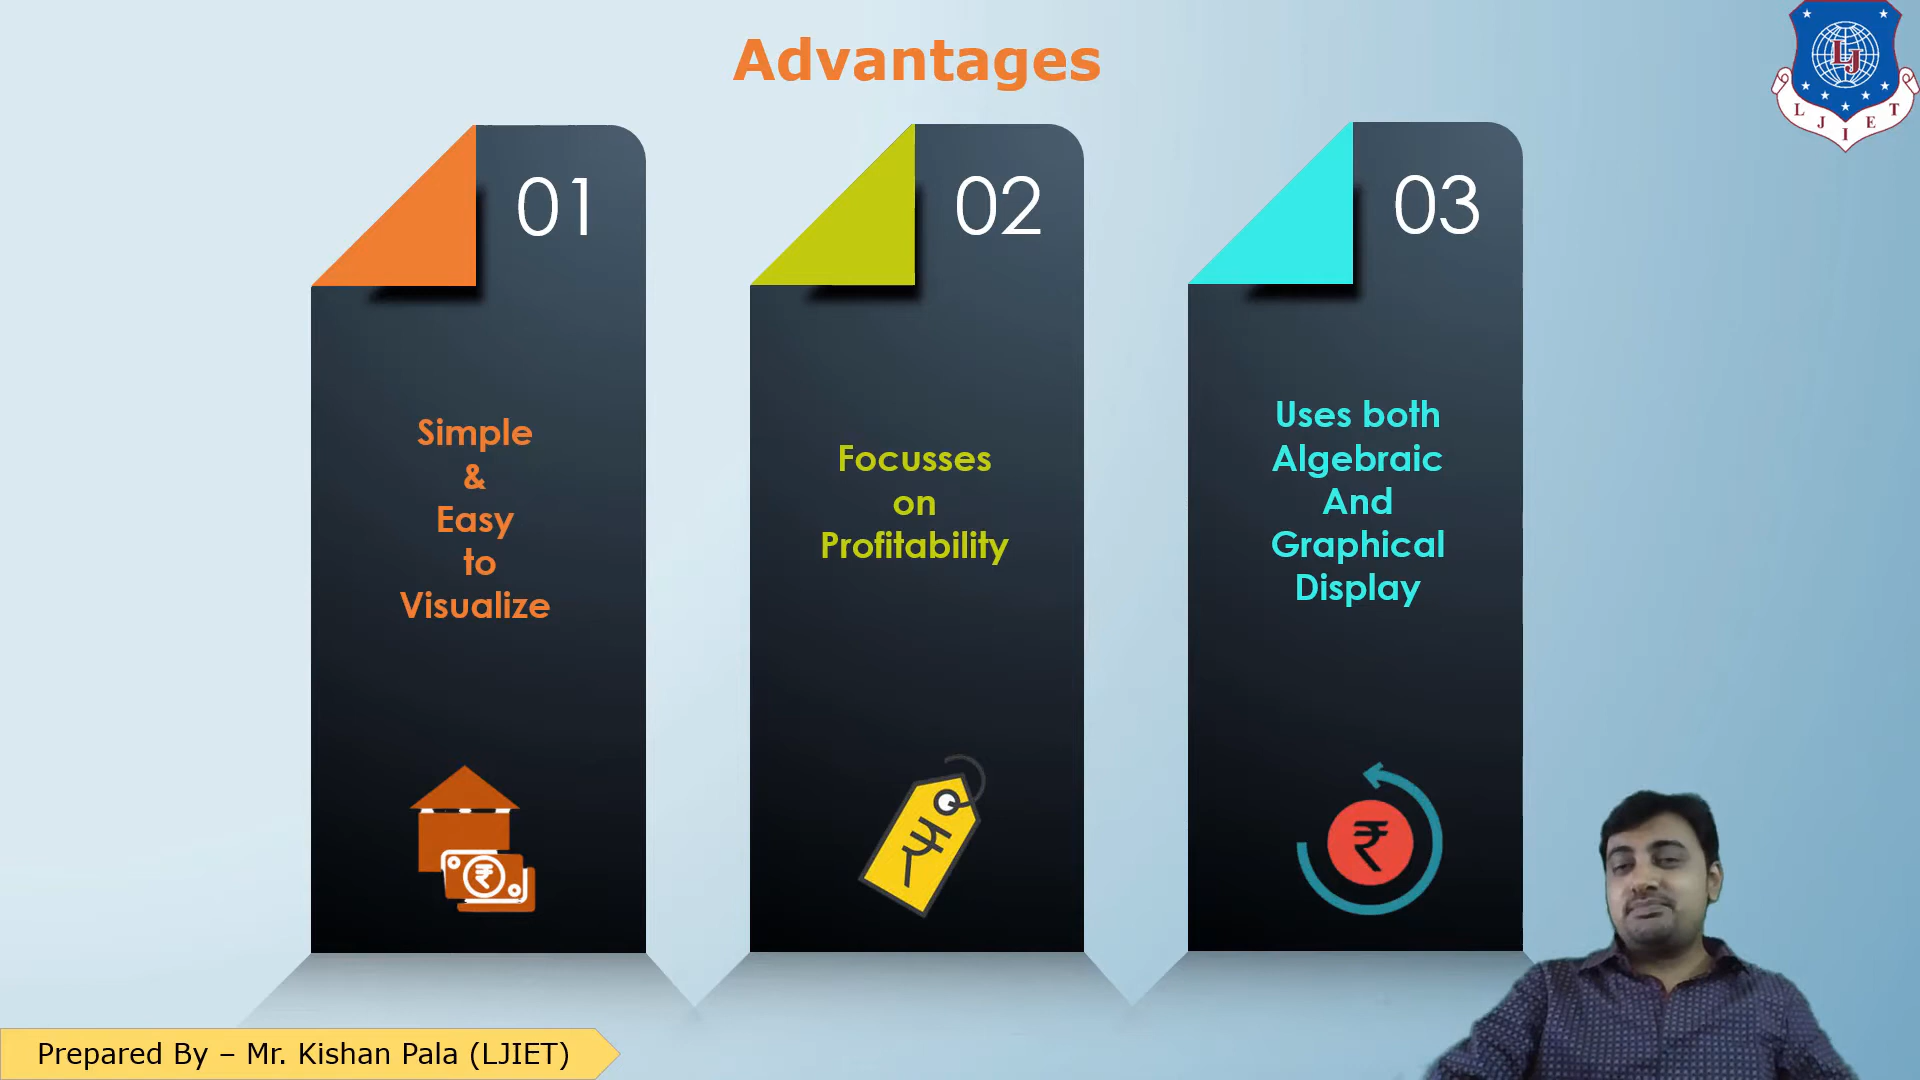 Advantages
01
02
03
Simple
&
Easy
to
Visualize
Focusses
on
Profitability
Uses both
Algebraic
And
Graphical
Display
LJ
L J I E T
Prepared By – Mr. Kishan Pala (LJIET)